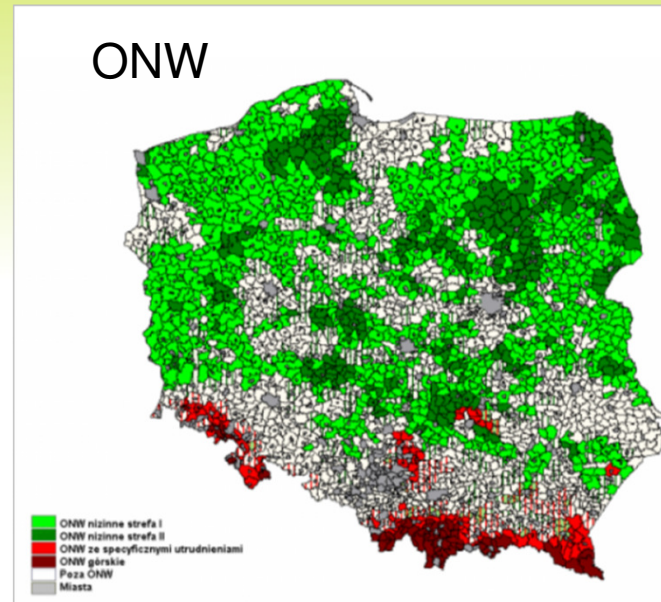 ONW
ONW nizinne strefa I
ONW nizinne strefa II
ONW ze specyficznymi utrudnieniami
ONW górskie
Poza ONW
Miasta